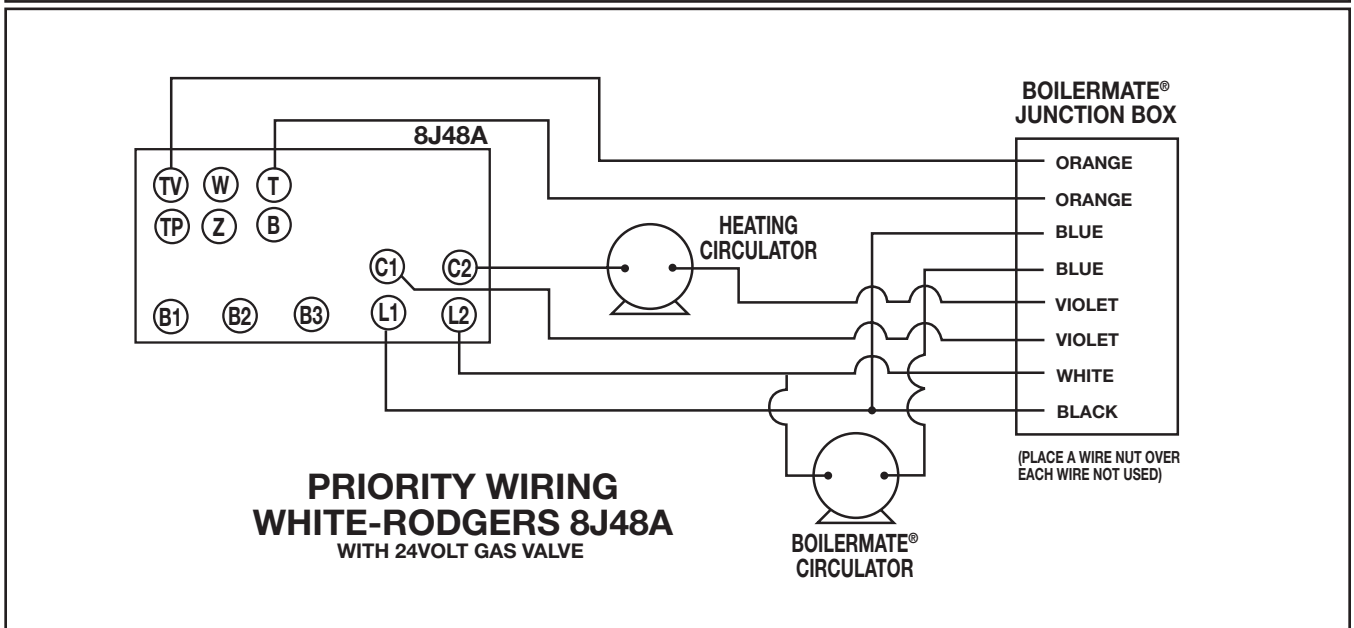 BOILERMATE®
JUNCTION BOX
8J48A
TV W T
TP Z B
C1 C2
B1 B2 B3 L1 L2
HEATING
CIRCULATOR
ORANGE
ORANGE
BLUE
BLUE
VIOLET
VIOLET
WHITE
BLACK
(PLACE A WIRE NUT OVER
EACH WIRE NOT USED)
PRIORITY WIRING
WHITE-RODGERS 8J48A
WITH 24VOLT GAS VALVE
BOILERMATE®
CIRCULATOR